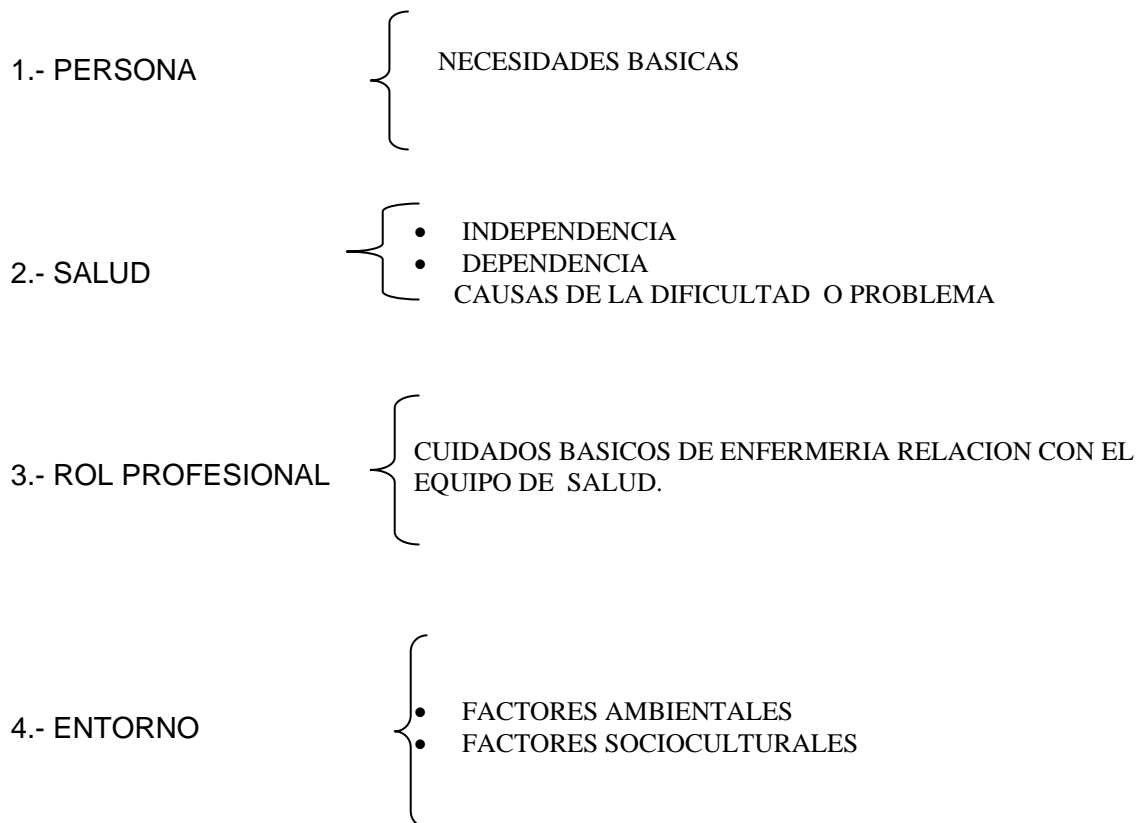 1.- PERSONA
NECESIDADES BASICAS
2.- SALUD
• INDEPENDENCIA
• DEPENDENCIA
CAUSAS DE LA DIFICULTAD O PROBLEMA
3.- ROL PROFESIONAL
CUIDADOS BASICOS DE ENFERMERIA RELACION CON EL
EQUIPO DE SALUD.
4.- ENTORNO
• FACTORES AMBIENTALES
• FACTORES SOCIOCULTURALES